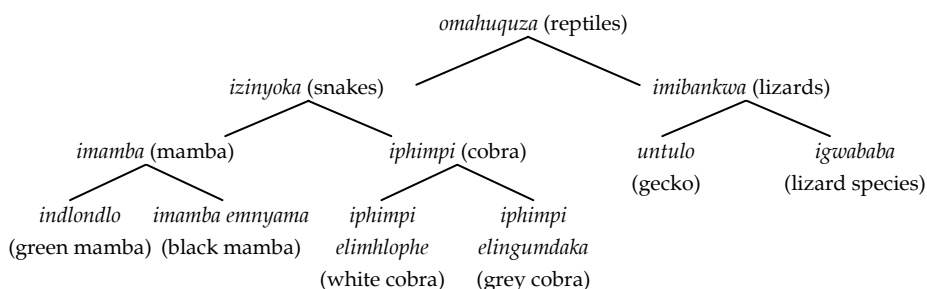 omahuquza (reptiles)
izinyoka (snakes) imibankwa (lizards)
imamba (mamba) iphimpi (cobra) untulo igwababa
(gecko) (lizard species)
indlondlo imamba emnyama iphimpi iphimpi
(green mamba) (black mamba) elimhlophe elingumdaka
(white cobra) (grey cobra)